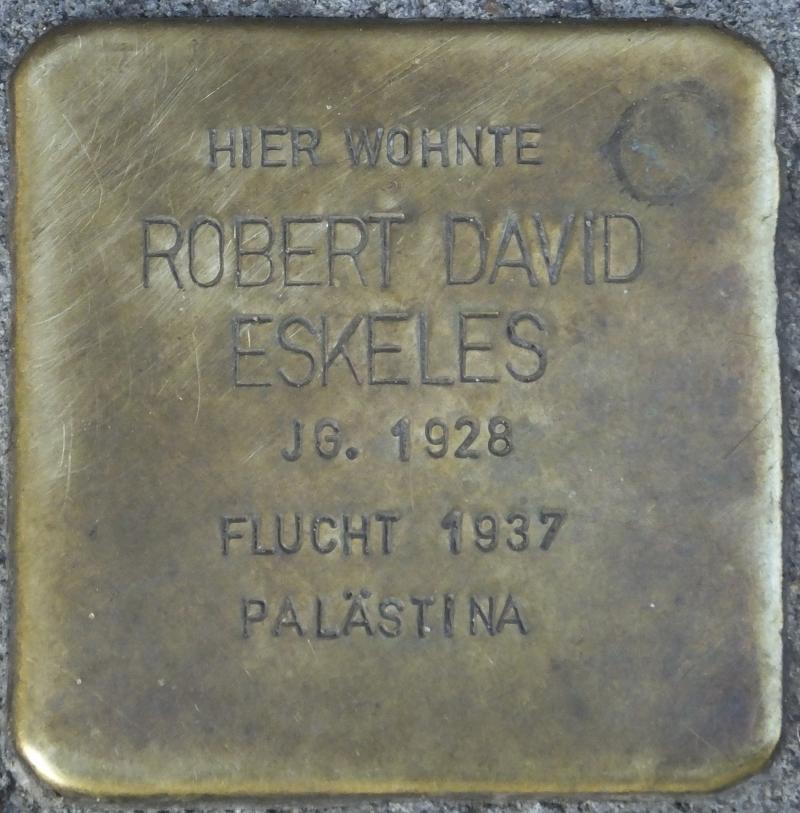 HIER WOHNTE
ROBERT DAVID
ESKELES
JG. 1928
FLUCHT 1937
PALÄSTINA